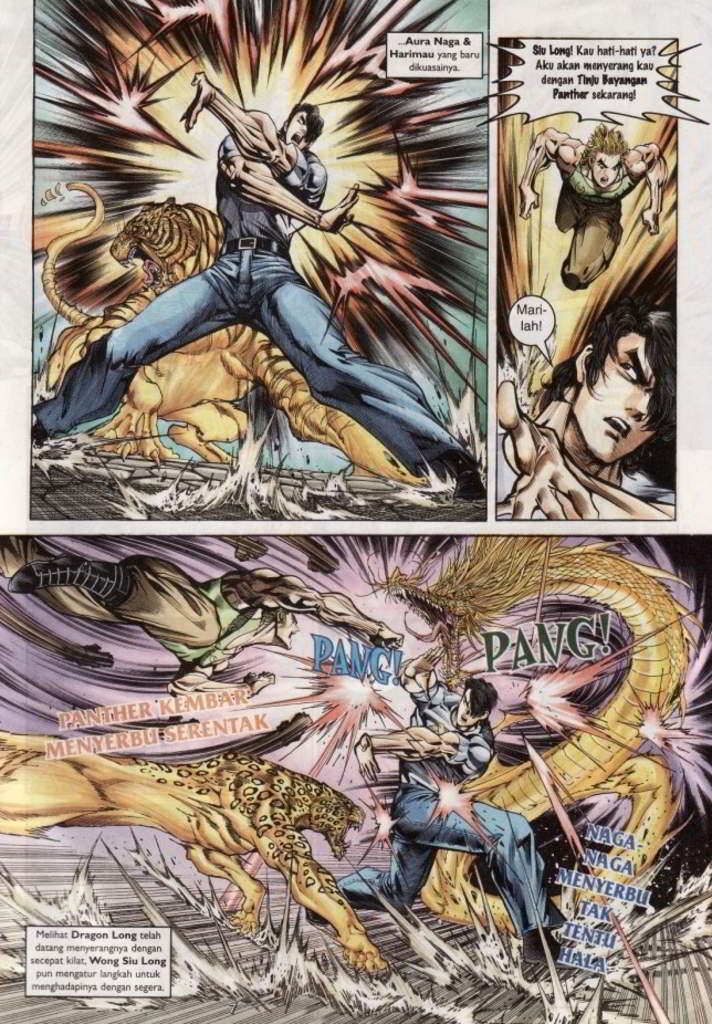 ...Aura Naga &
Harimau yang baru
dikuasainya.
Siu Long! Kau hati-hati ya?
Aku akan menyerang kau
dengan Tinju Bayangan
Panther sekarang!
Mari-
lah!
PANG!
PANG!
PANTHER KEMBAR
MENYERBU SERENTAK
NAGA-
NAGA
MENYERBU
TAK
TENTU
HALA
Melihat Dragon Long telah
datang menyerangnya dengan
secepat kilat, Wong Siu Long
pun mengatur langkah untuk
menghadapinya dengan segera.